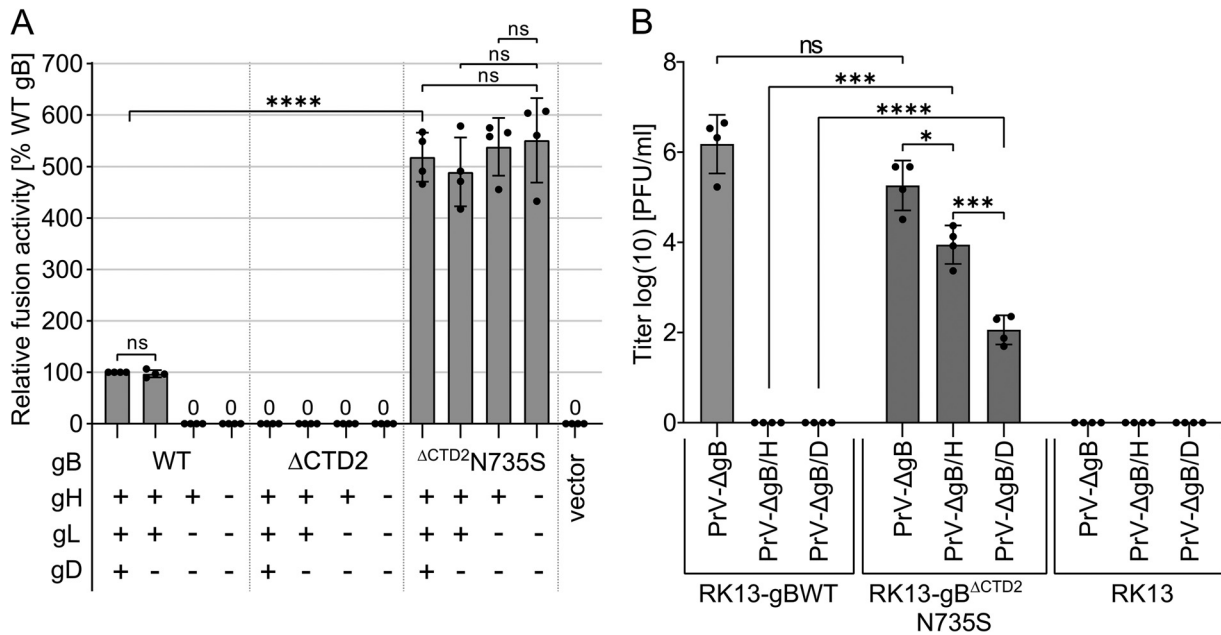 A
Relative fusion activity [% WT gB]
700
600
500
400
300
200
100
0
ns
0 0
0 0 0 0
****
ns
ns
ns
0
gB WT ΔCTD2 ΔCTD2N735S vector
gH + + + - + + + - + + + -
gL + + - - + + - - + + - -
gD + - - - + - - - + - - -
B
Titer log(10) [PFU/ml]
8
6
4
2
0
ns
***
****
*
***
PrV-ΔgB
PrV-ΔgB/H
PrV-ΔgB/D
PrV-ΔgB
PrV-ΔgB/H
PrV-ΔgB/D
PrV-ΔgB
PrV-ΔgB/H
PrV-ΔgB/D
RK13-gBWT
RK13-gBΔCTD2
N735S
RK13